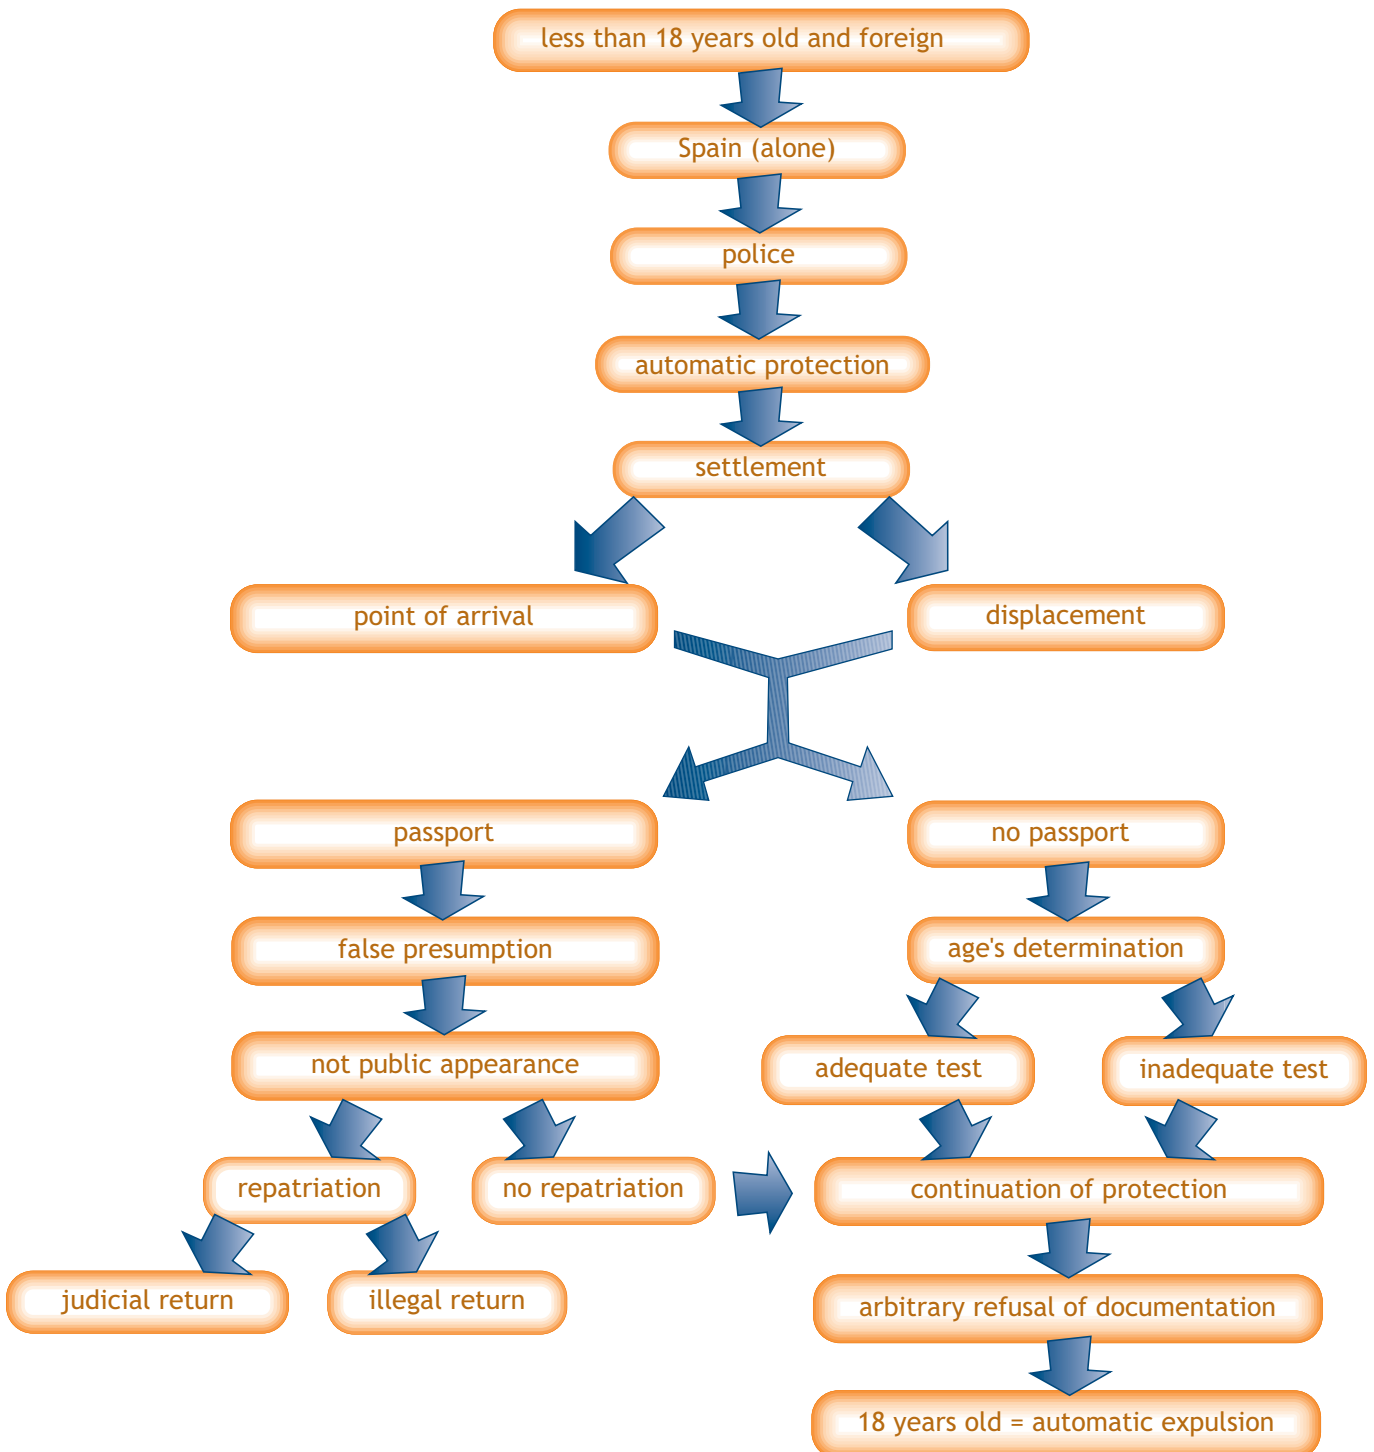 less than 18 years old and foreign
Spain (alone)
police
automatic protection
settlement
point of arrival
displacement
passport
no passport
false presumption
age's determination
not public appearance
adequate test
inadequate test
repatriation
no repatriation
continuation of protection
judicial return
illegal return
arbitrary refusal of documentation
18 years old = automatic expulsion